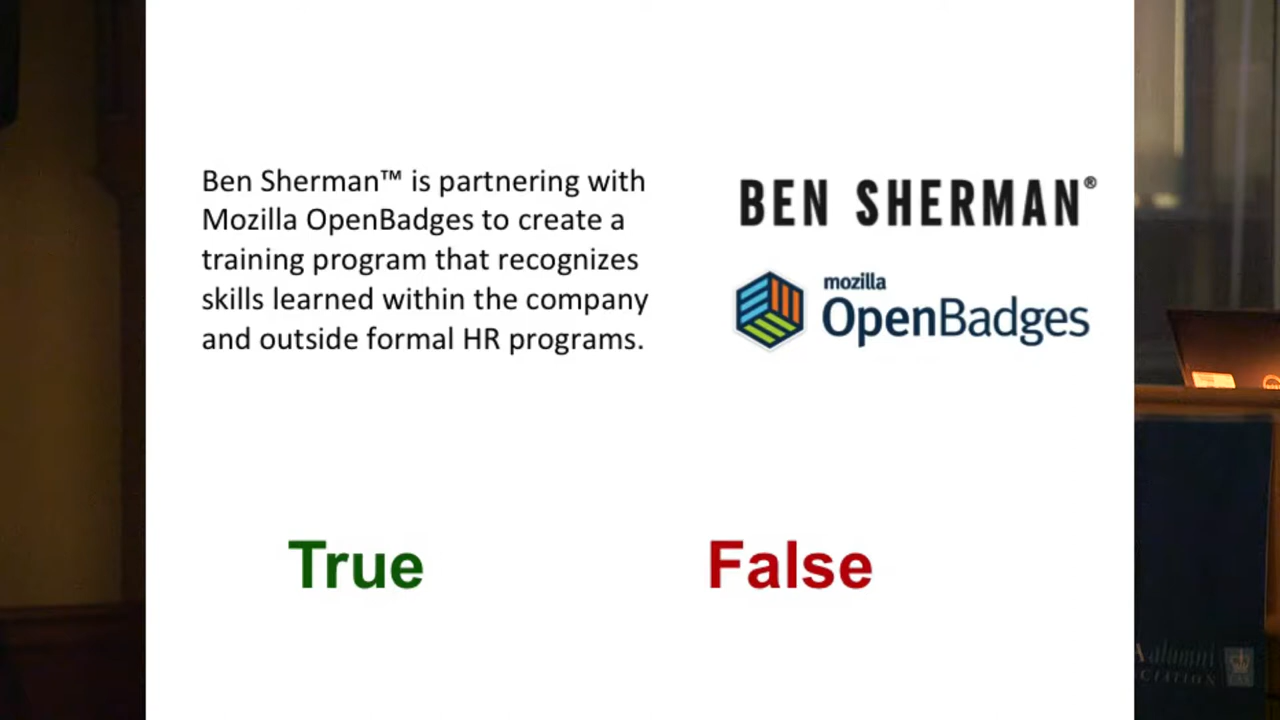 Ben Sherman™ is partnering with
Mozilla OpenBadges to create a
training program that recognizes
skills learned within the company
and outside formal HR programs.
BEN SHERMAN®
mozilla
OpenBadges
True
False
alumni